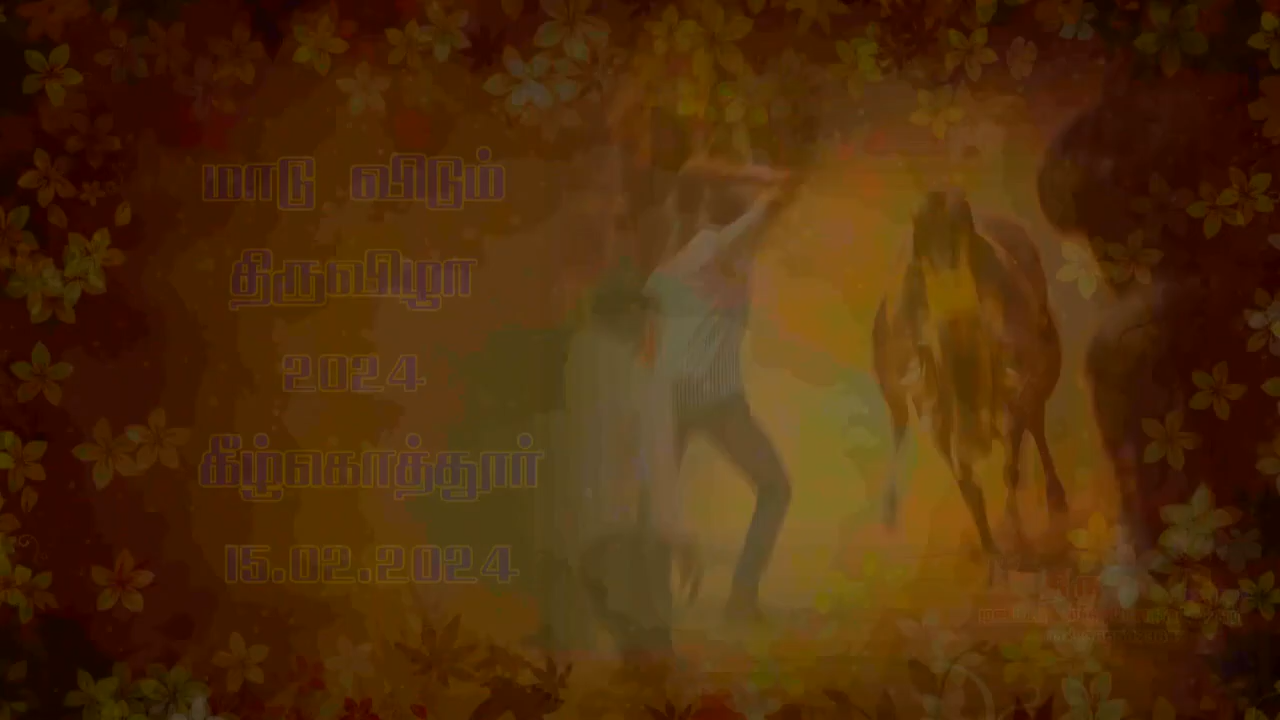 மாடு விடும்
திருவிழா
2024
கீழ்கொத்தூர்
15.02.2024